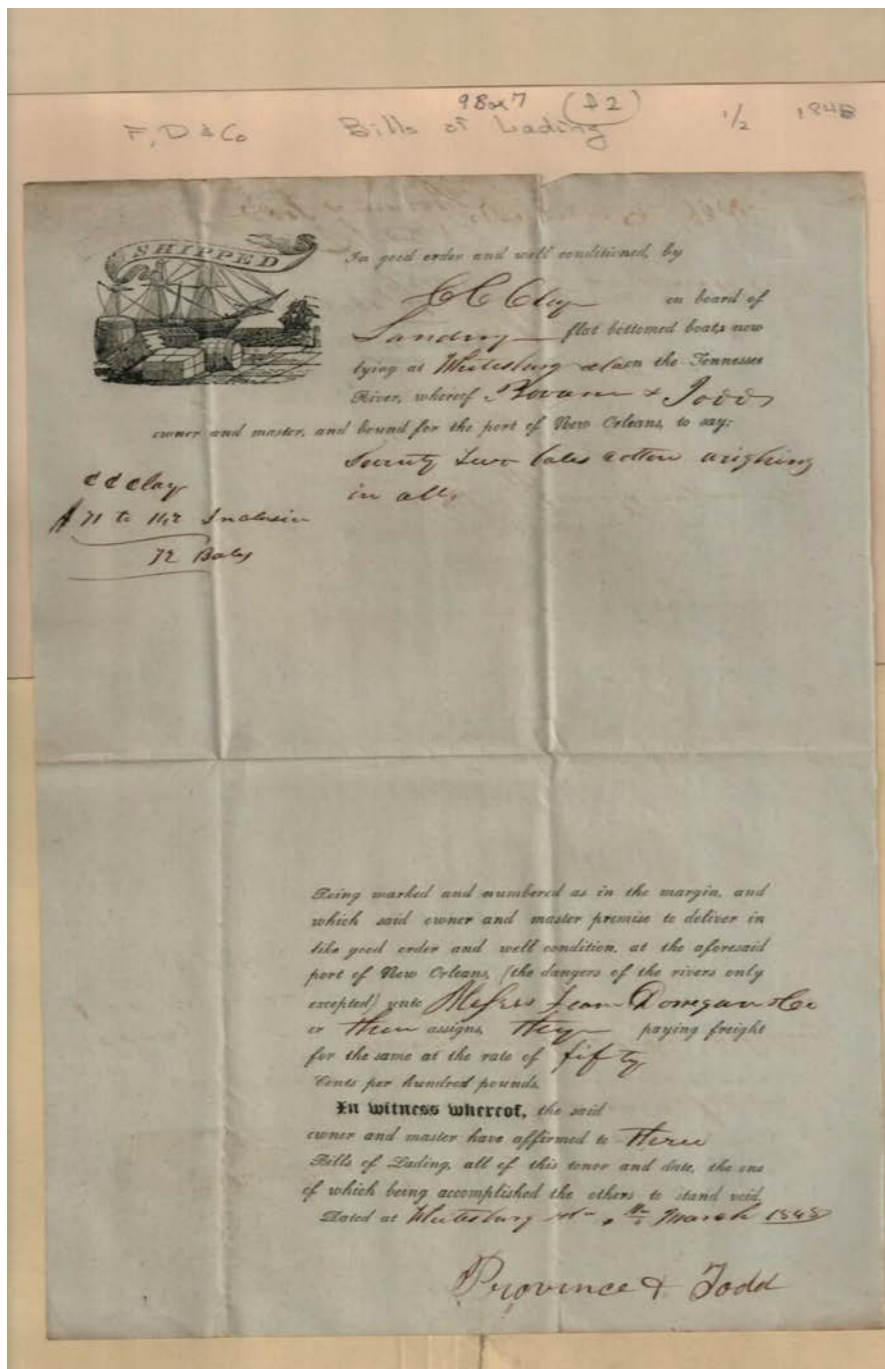 F, D & Co Bills of Lading 1/2 1848
SHIPPED
In good order and well conditioned, by
C C Clay on board of
flat bottomed boats now
lying at Whitesburg on the Tennessee
River, whereof & Todd
owner and master, and bound for the port of New Orleans, to say:
Seventy Two bales cotton weighing
in all,
C C Clay
71 to 142 Inclusive
72 Bales
Being marked and numbered as in the margin, and
which said owner and master promise to deliver in
like good order and well condition, at the aforesaid
port of New Orleans, (the dangers of the rivers only
excepted) unto Messrs Fearn Donegan & Co
or assigns, they paying freight
for the same at the rate of fifty
Cents per hundred pounds.
In witness whereof, the said
owner and master have affirmed to Three
Bills of Lading, all of this tenor and date, the one
of which being accomplished the others to stand void.
Dated at Whitesburg March 1848
Province & Todd